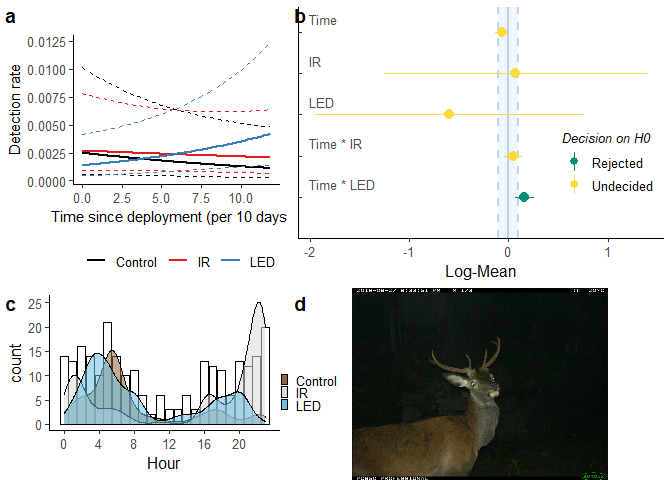 a
0.0125
0.0100
0.0075
0.0050
0.0025
0.0000
Detection rate
0.0 2.5 5.0 7.5 10.0
Time since deployment (per 10 days
Control IR LED
b
Time
IR
LED
Time * IR
Time * LED
Decision on H0
Rejected
Undecided
-2 -1 0 1
Log-Mean
c
25
20
15
10
5
0
count
0 4 8 12 16 20
Hour
Control
IR
LED
d
PC850 PROFESSIONAL